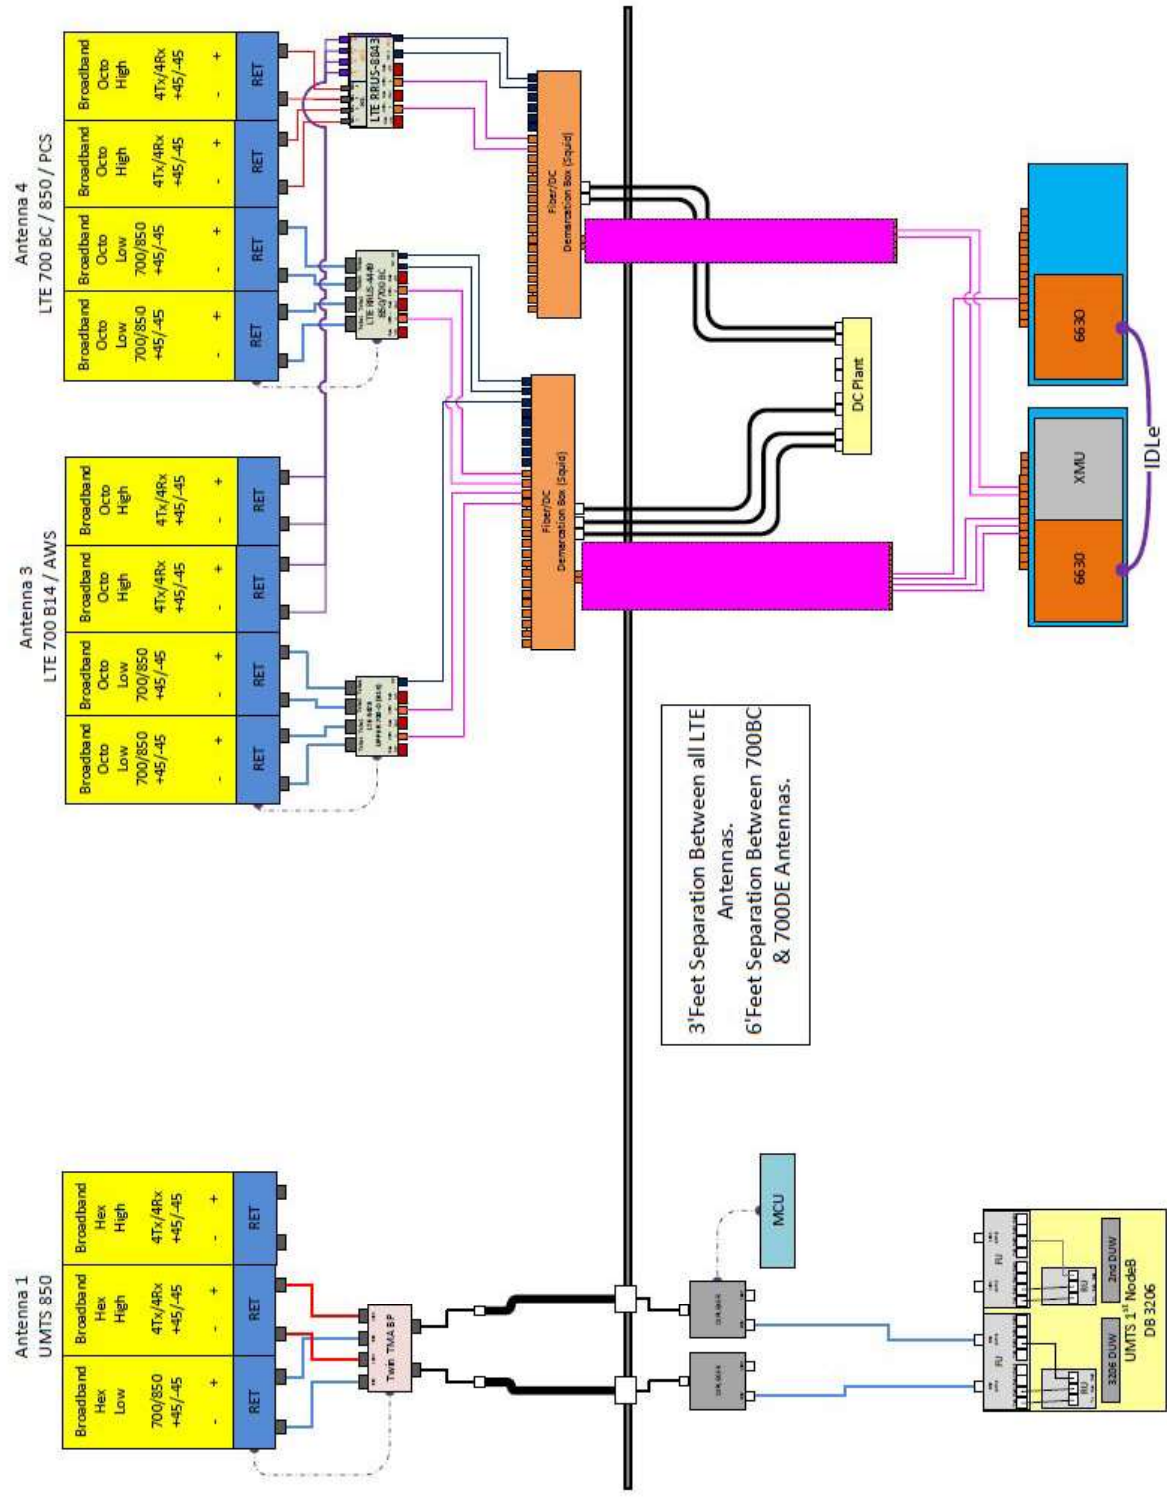 Antenna 1
UMTS 850
Broadband
Hex
Low
700/850
+45/-45
- +
RET
Broadband
Hex
High
4Tx/4Rx
+45/-45
- +
RET
Broadband
Hex
High
4Tx/4Rx
+45/-45
- +
RET
Twin TMA BP
Antenna 3
LTE 700 B14 / AWS
Broadband
Octo
Low
700/850
+45/-45
- +
RET
Broadband
Octo
Low
700/850
+45/-45
- +
RET
Broadband
Octo
High
4Tx/4Rx
+45/-45
- +
RET
Broadband
Octo
High
4Tx/4Rx
+45/-45
- +
RET
Antenna 4
LTE 700 BC / 850 / PCS
Broadband
Octo
Low
700/850
+45/-45
- +
RET
Broadband
Octo
Low
700/850
+45/-45
- +
RET
Broadband
Octo
High
4Tx/4Rx
+45/-45
- +
RET
Broadband
Octo
High
4Tx/4Rx
+45/-45
- +
RET
LTE RRUS-4449
850/700 BC
LTE RRUS-8843
Fiber/DC
Demarcation Box (Squid)
Fiber/DC
Demarcation Box (Squid)
3'Feet Separation Between all LTE
Antennas.
6'Feet Separation Between 700BC
& 700DE Antennas.
DC Plant
MCU
FU
FU
RU
RU
3206 DUW
2nd DUW
UMTS 1st NodeB
DB3206
6630
XMU
6630
IDLe